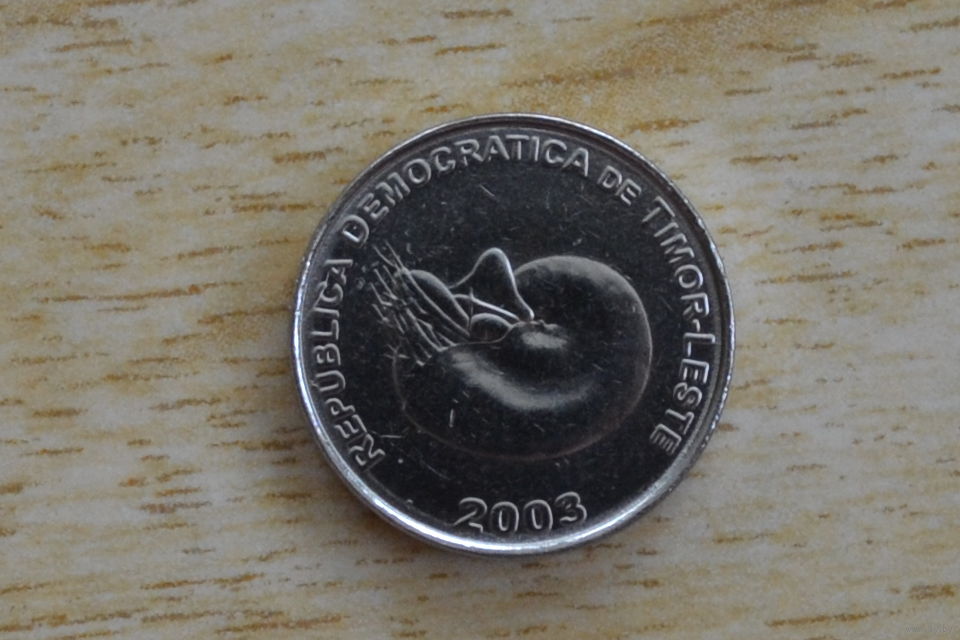 REPÚBLICA DEMOCRATICA DE TIMOR-LESTE
2003